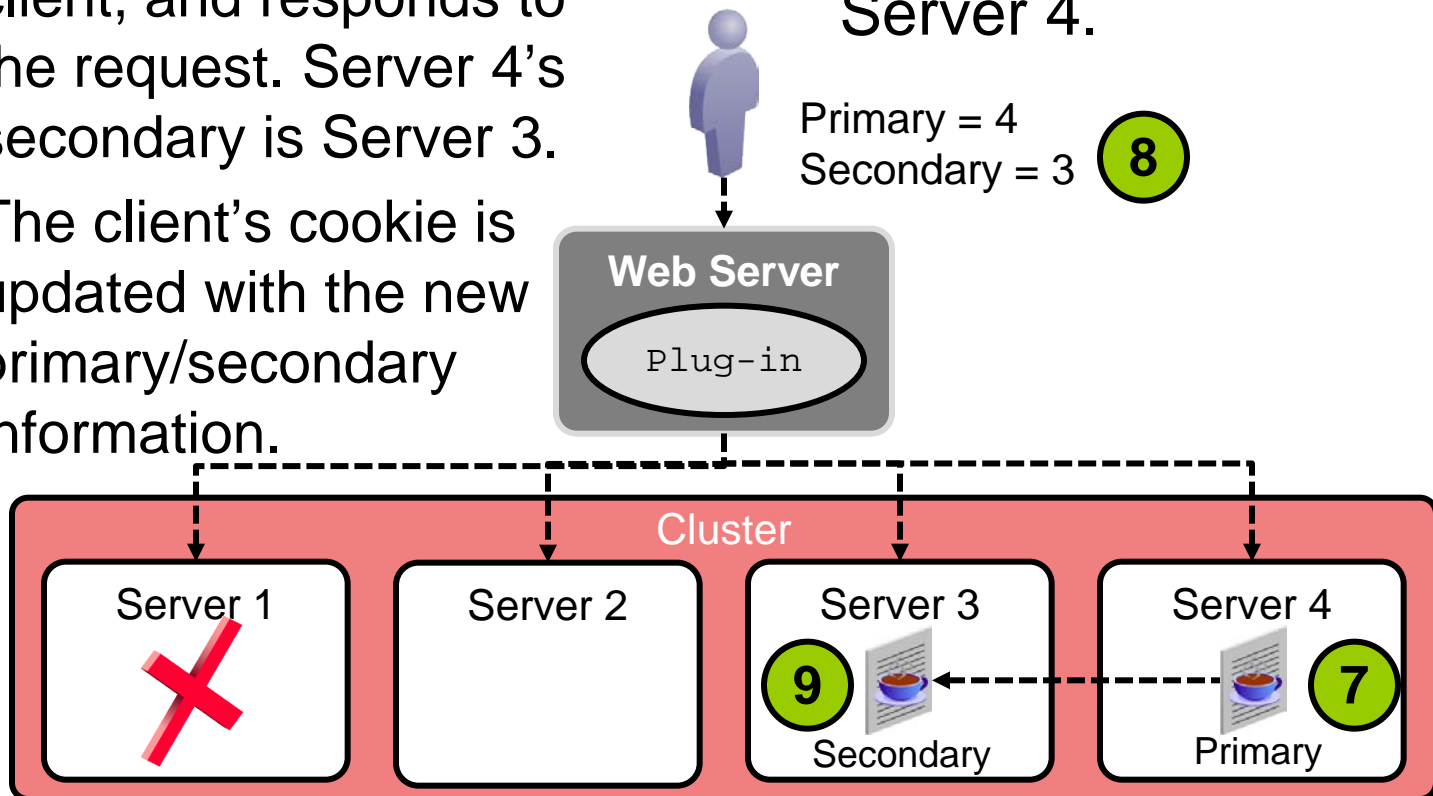 client, and responds to
the request. Server 4’s
secondary is Server 3.
The client’s cookie is
updated with the new
primary/secondary
information.
Server 4.
Primary = 4
Secondary = 3
8
Web Server
Plug-in
Cluster
Server 1
Server 2
Server 3
Server 4
9
7
Secondary
Primary